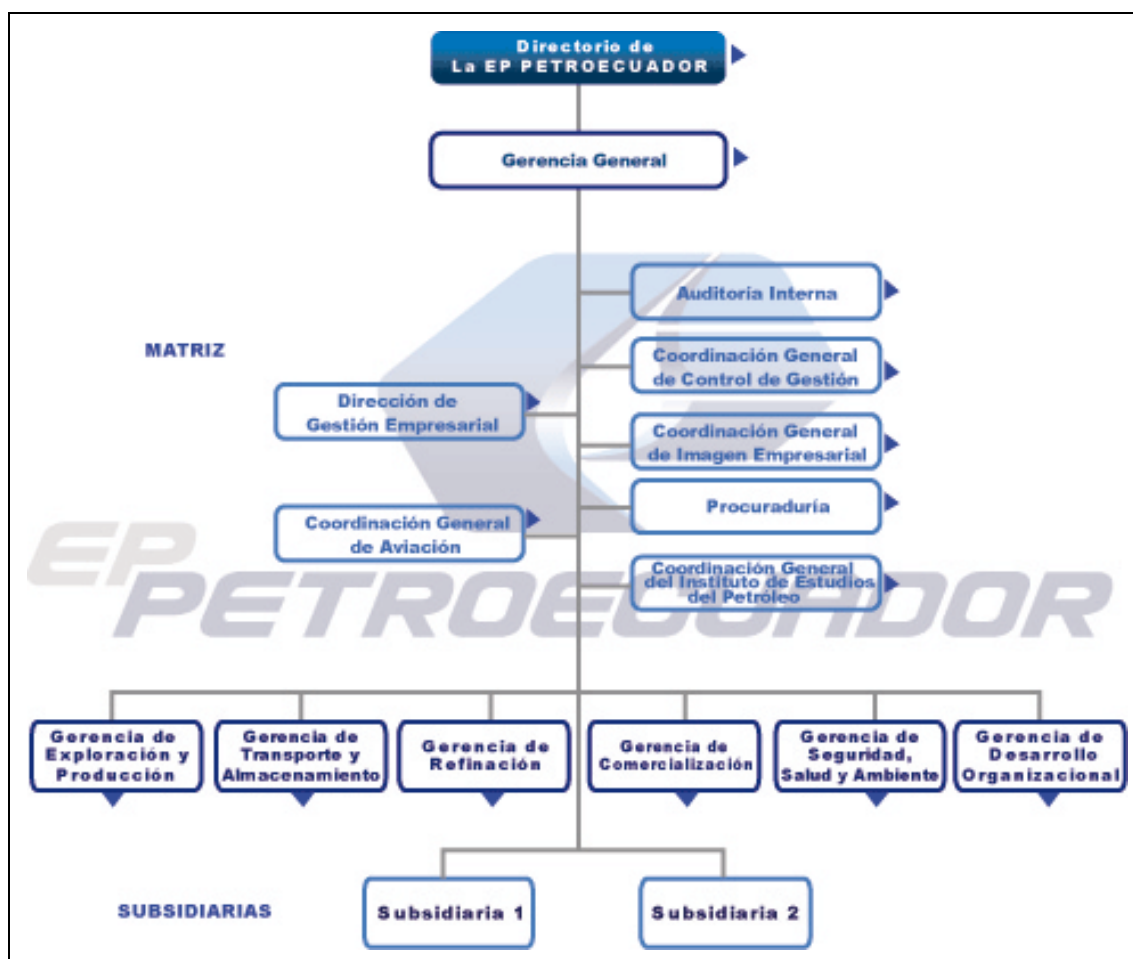 Directorio de
La EP PETROECUADOR
Gerencia General
Auditoría Interna
MATRIZ
Coordinación General
de Control de Gestión
Dirección de
Gestión Empresarial
Coordinación General
de Imagen Empresarial
Procuraduría
Coordinación General
de Aviación
Coordinación General
del Instituto de Estudios
del Petróleo
EP
PETROECUADOR
Gerencia de
Exploración y
Producción
Gerencia de
Transporte y
Almacenamiento
Gerencia de
Refinación
Gerencia de
Comercialización
Gerencia de
Seguridad,
Salud y Ambiente
Gerencia de
Desarrollo
Organizacional
SUBSIDIARIAS
Subsidiaria 1
Subsidiaria 2